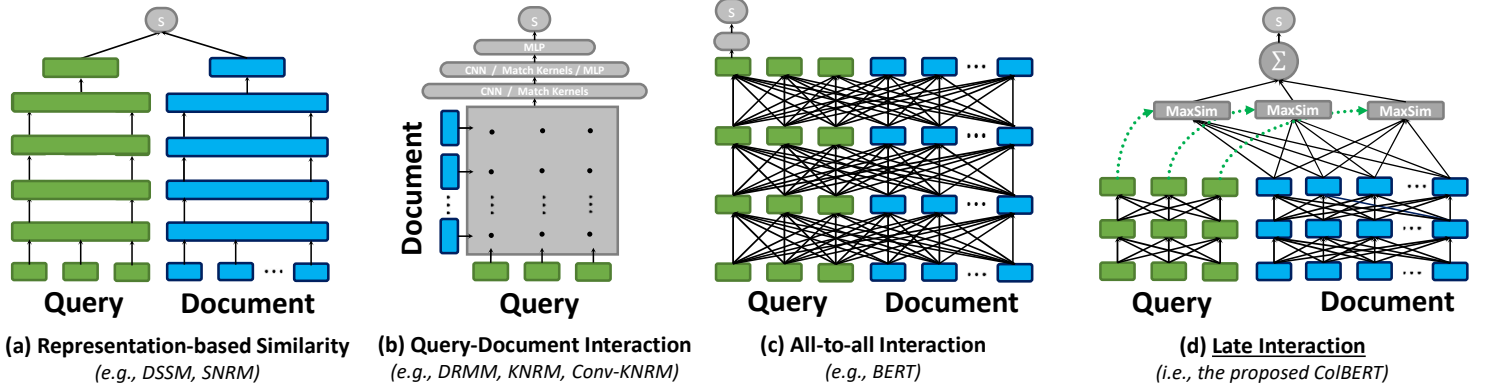 S
Query
Document
(a) Representation-based Similarity
(e.g., DSSM, SNRM)
S
MLP
CNN / Match Kernels / MLP
CNN / Match Kernels
Document
Query
(b) Query-Document Interaction
(e.g., DRMM, KNRM, Conv-KNRM)
S
Query
Document
(c) All-to-all Interaction
(e.g., BERT)
S
Σ
MaxSim
MaxSim
MaxSim
Query
Document
(d) Late Interaction
(i.e., the proposed ColBERT)